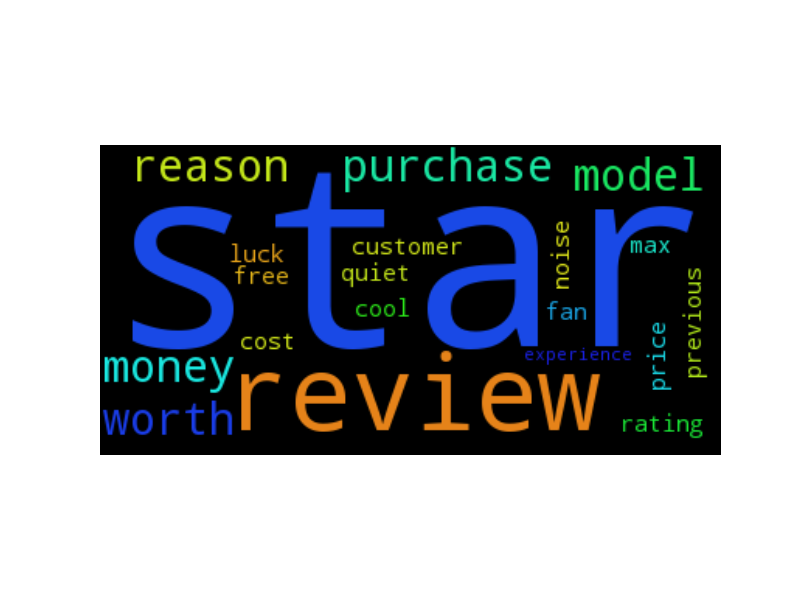 reason
purchase
model
star
luck
free
customer
quiet
cool
noise
max
fan
previous
price
cost
experience
money
review
worth
rating